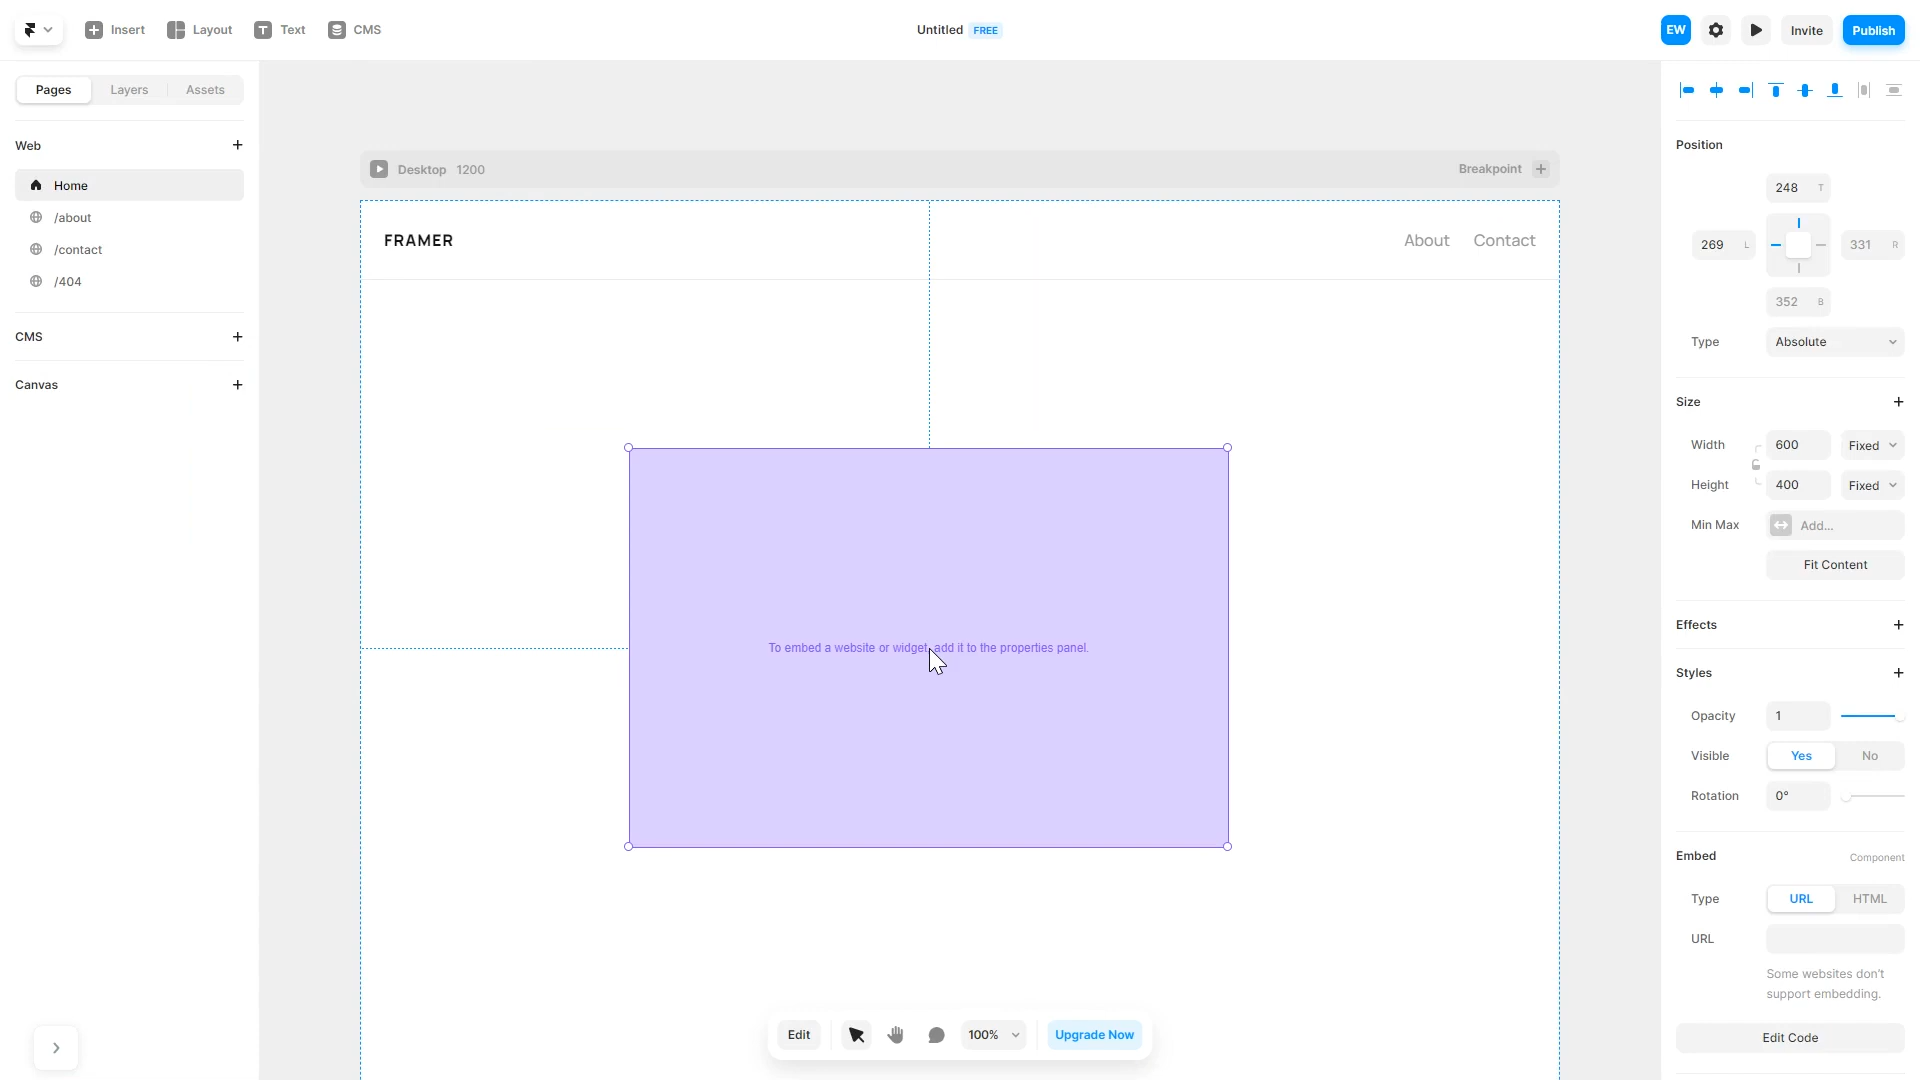 Insert Layout Text CMS
Untitled FREE
EW Invite Publish
Pages Layers Assets
Web
Home
/about
/contact
/404
CMS
Canvas
Desktop 1200
Breakpoint
FRAMER
About Contact
To embed a website or widget, add it to the properties panel.
Edit 100% Upgrade Now
Position
248 T
269 L
331 R
352 B
Type Absolute
Size
Width 600 Fixed
Height 400 Fixed
Min Max Add...
Fit Content
Effects
Styles
Opacity 1
Visible Yes No
Rotation 0°
Embed Component
Type URL HTML
URL
Some websites don't
support embedding.
Edit Code